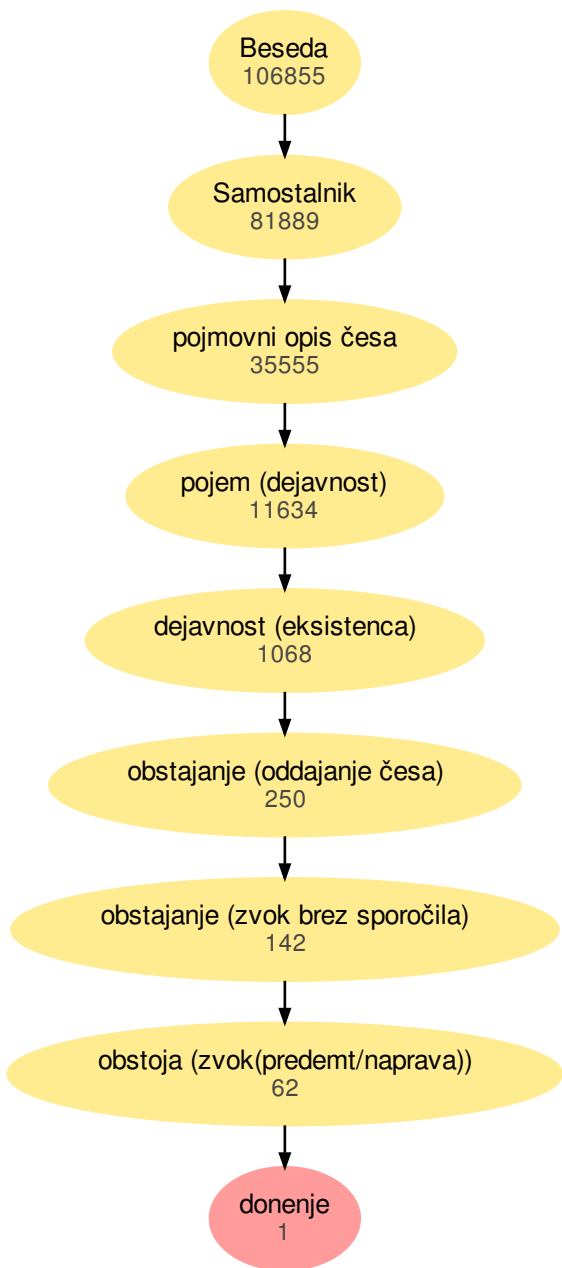 Beseda
106855
Samostalnik
81889
pojmovni opis česa
35555
pojem (dejavnost)
11634
dejavnost (eksistenca)
1068
obstajanje (oddajanje česa)
250
obstajanje (zvok brez sporočila)
142
obstoja (zvok(predemt/naprava))
62
donenje
1